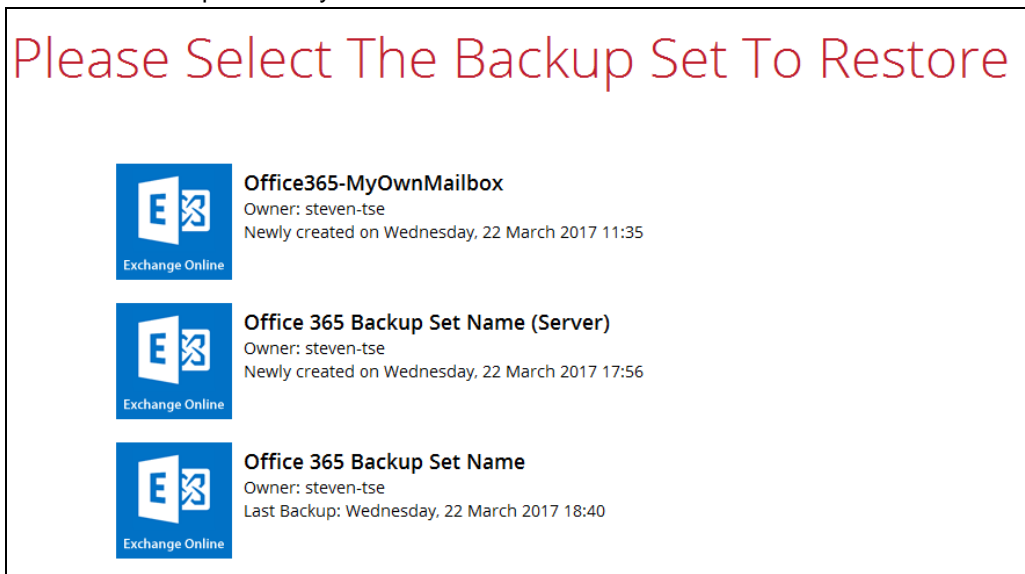 Please Select The Backup Set To Restore
Office365-MyOwnMailbox
Owner: steven-tse
Newly created on Wednesday, 22 March 2017 11:35
Exchange Online
Office 365 Backup Set Name (Server)
Owner: steven-tse
Newly created on Wednesday, 22 March 2017 17:56
Exchange Online
Office 365 Backup Set Name
Owner: steven-tse
Last Backup: Wednesday, 22 March 2017 18:40
Exchange Online